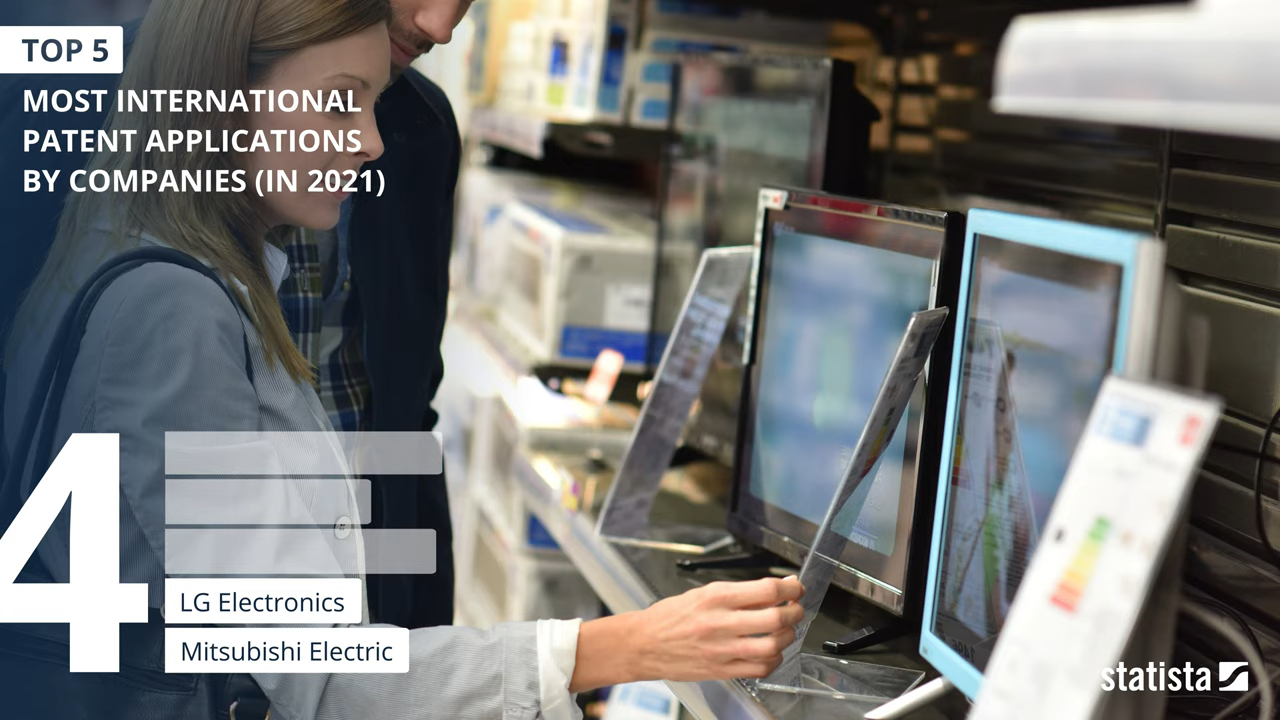 TOP 5
MOST INTERNATIONAL
PATENT APPLICATIONS
BY COMPANIES (IN 2021)
4
LG Electronics
Mitsubishi Electric
statista